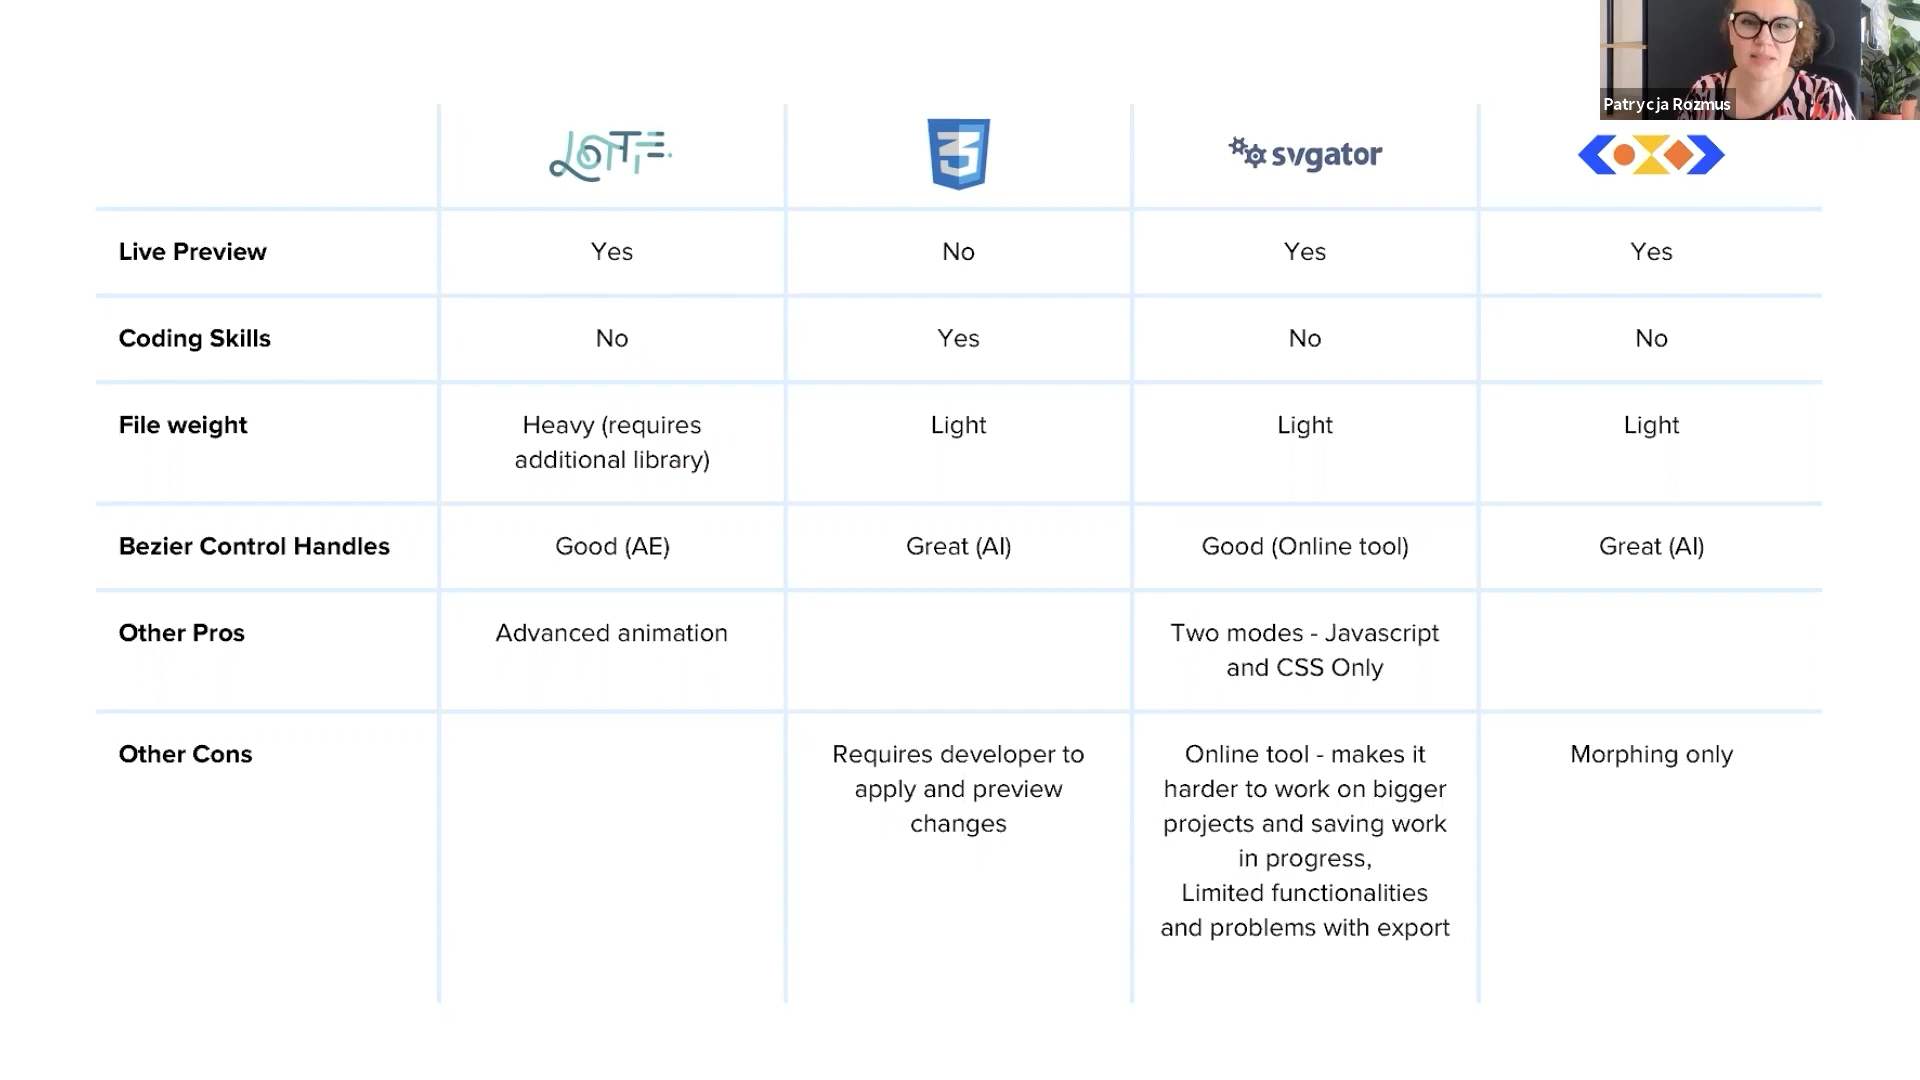 Patrycja Rozmus
LOTTIE
3
svgator
Live Preview
Yes
No
Yes
Yes
Coding Skills
No
Yes
No
No
File weight
Heavy (requires
additional library)
Light
Light
Light
Bezier Control Handles
Good (AE)
Great (AI)
Good (Online tool)
Great (AI)
Other Pros
Advanced animation
Two modes - Javascript
and CSS Only
Other Cons
Requires developer to
apply and preview
changes
Online tool - makes it
harder to work on bigger
projects and saving work
in progress,
Limited functionalities
and problems with export
Morphing only